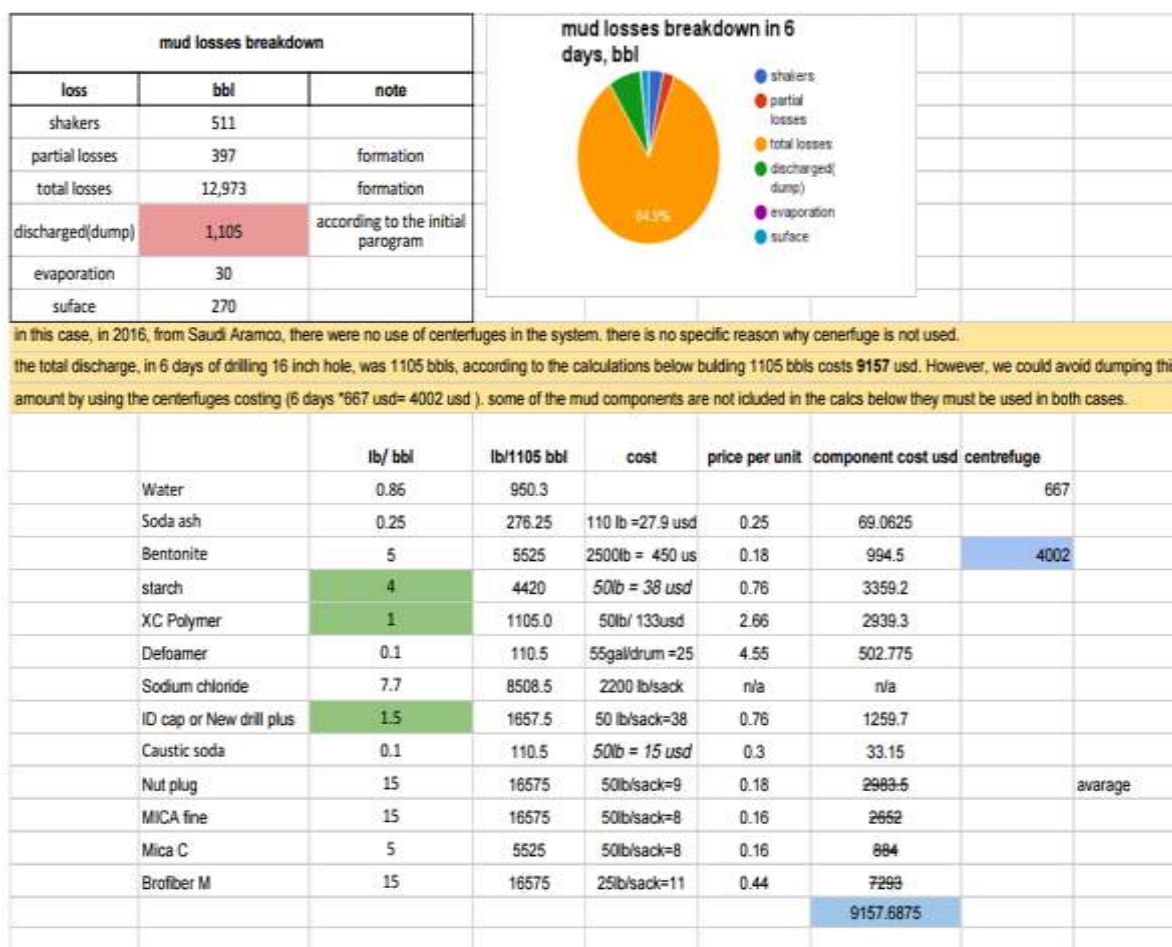 mud losses breakdown
loss bbl note
shakers 511
partial losses 397 formation
total losses 12,973 formation
discharged(dump) 1,105 according to the initial parogram
evaporation 30
suface 270
mud losses breakdown in 6
days, bbl
shakers
partial
losses
total losses
discharged(
dump)
evaporation
suface
84.9%
in this case, in 2016, from Saudi Aramco, there were no use of centerfuges in the system. there is no specific reason why cenerfuge is not used.
the total discharge, in 6 days of drilling 16 inch hole, was 1105 bbls, according to the calculations below bulding 1105 bbls costs 9157 usd. However, we could avoid dumping thi
amount by using the centerfuges costing (6 days *667 usd= 4002 usd ). some of the mud components are not icluded in the calcs below they must be used in both cases.
lb/ bbl lb/1105 bbl cost price per unit component cost usd centrefuge
Water 0.86 950.3 667
Soda ash 0.25 276.25 110 lb =27.9 usd 0.25 69.0625
Bentonite 5 5525 2500lb = 450 us 0.18 994.5 4002
starch 4 4420 50lb = 38 usd 0.76 3359.2
XC Polymer 1 1105.0 50lb/ 133usd 2.66 2939.3
Defoamer 0.1 110.5 55gal/drum =25 4.55 502.775
Sodium chloride 7.7 8508.5 2200 lb/sack n/a n/a
ID cap or New drill plus 1.5 1657.5 50 lb/sack=38 0.76 1259.7
Caustic soda 0.1 110.5 50lb = 15 usd 0.3 33.15
Nut plug 15 16575 50lb/sack=9 0.18 2983.5 avarage
MICA fine 15 16575 50lb/sack=8 0.16 2652
Mica C 5 5525 50lb/sack=8 0.16 884
Brofiber M 15 16575 25lb/sack=11 0.44 7293
9157.6875